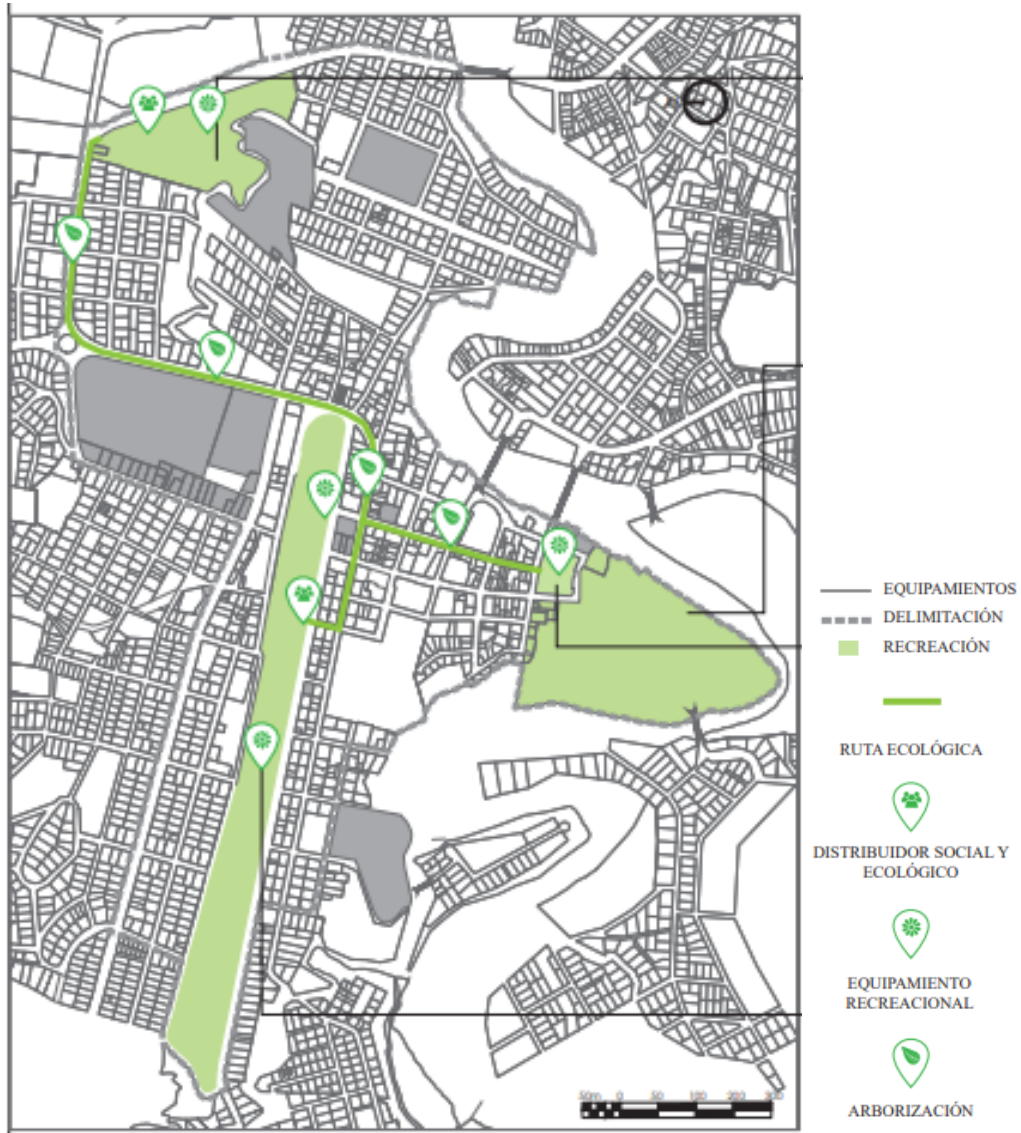 EQUIPAMIENTOS
DELIMITACIÓN
RECREACIÓN
RUTA ECOLÓGICA
DISTRIBUIDOR SOCIAL Y
ECOLÓGICO
EQUIPAMIENTO
RECREACIONAL
ARBORIZACIÓN
50m 0 50 100 200 300